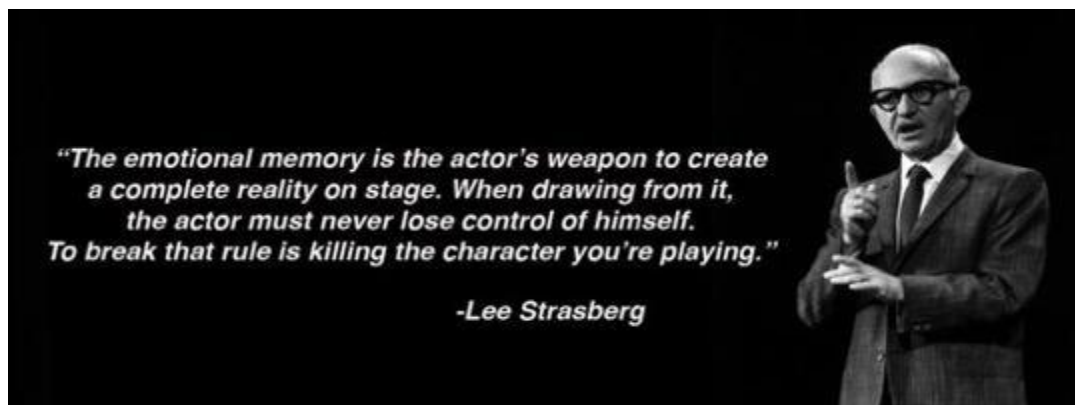 “The emotional memory is the actor’s weapon to create
a complete reality on stage. When drawing from it,
the actor must never lose control of himself.
To break that rule is killing the character you’re playing.”
-Lee Strasberg